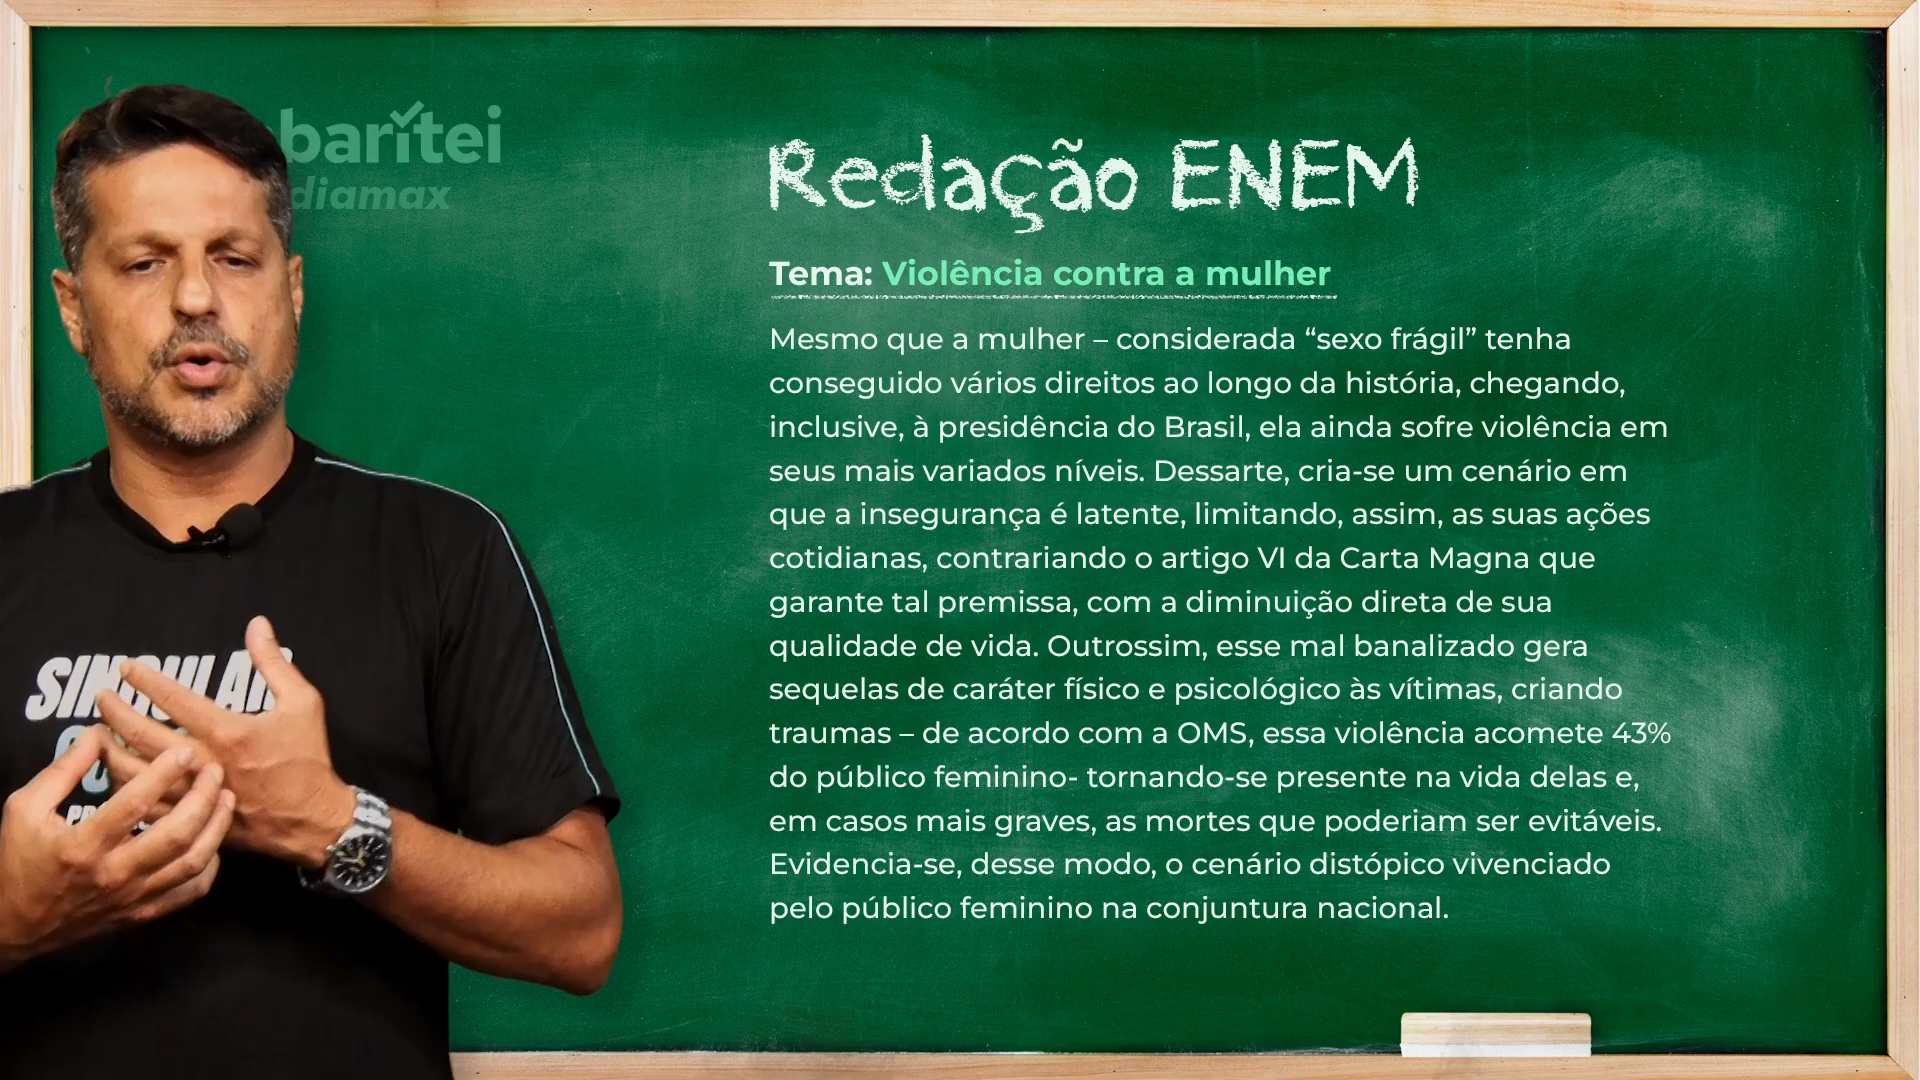 baritei
diamax
Redação ENEM
Tema: Violência contra a mulher
Mesmo que a mulher – considerada “sexo frágil” tenha
conseguido vários direitos ao longo da história, chegando,
inclusive, à presidência do Brasil, ela ainda sofre violência em
seus mais variados níveis. Dessarte, cria-se um cenário em
que a insegurança é latente, limitando, assim, as suas ações
cotidianas, contrariando o artigo VI da Carta Magna que
garante tal premissa, com a diminuição direta de sua
qualidade de vida. Outrossim, esse mal banalizado gera
sequelas de caráter físico e psicológico às vítimas, criando
traumas – de acordo com a OMS, essa violência acomete 43%
do público feminino- tornando-se presente na vida delas e,
em casos mais graves, as mortes que poderiam ser evitáveis.
Evidencia-se, desse modo, o cenário distópico vivenciado
pelo público feminino na conjuntura nacional.
SINGULAR